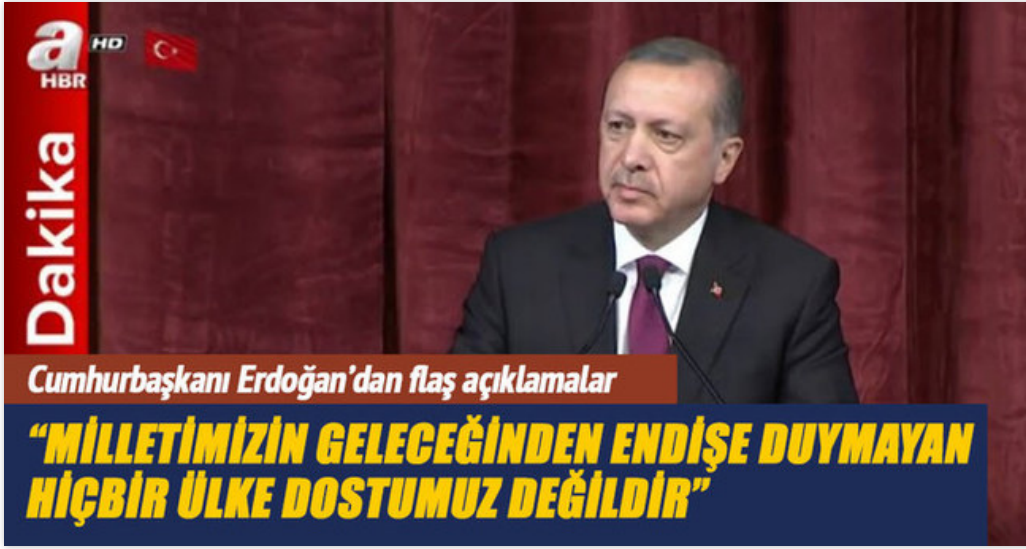 a
HD
HBR
Dakika
Cumhurbaşkanı Erdoğan'dan flaş açıklamalar
“MİLLETİMİZİN GELECEĞİNDEN ENDİŞE DUYMAYAN
HİÇBİR ÜLKE DOSTUMUZ DEĞİLDİR”